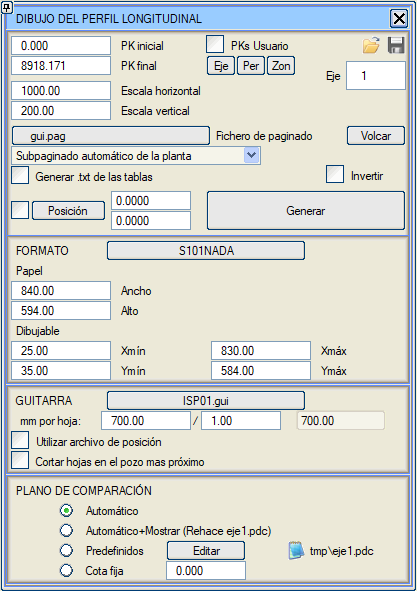 DIBUJO DEL PERFIL LONGITUDINAL
0.000 PK inicial PKs Usuario
8918.171 PK final Eje Per Zon Eje 1
1000.00 Escala horizontal
200.00 Escala vertical
gui.pag Fichero de paginado Volcar
Subpaginado automático de la planta
Generar .txt de las tablas Invertir
Posición 0.0000 Generar
0.0000
FORMATO S101NADA
Papel
840.00 Ancho
594.00 Alto
Dibujable
25.00 Xmín 830.00 Xmáx
35.00 Ymín 584.00 Ymáx
GUITARRA ISP01.gui
mm por hoja: 700.00 / 1.00 700.00
Utilizar archivo de posición
Cortar hojas en el pozo mas próximo
PLANO DE COMPARACIÓN
Automático
Automático+Mostrar (Rehace eje1.pdc)
Predefinidos Editar tmp\eje1.pdc
Cota fija 0.000